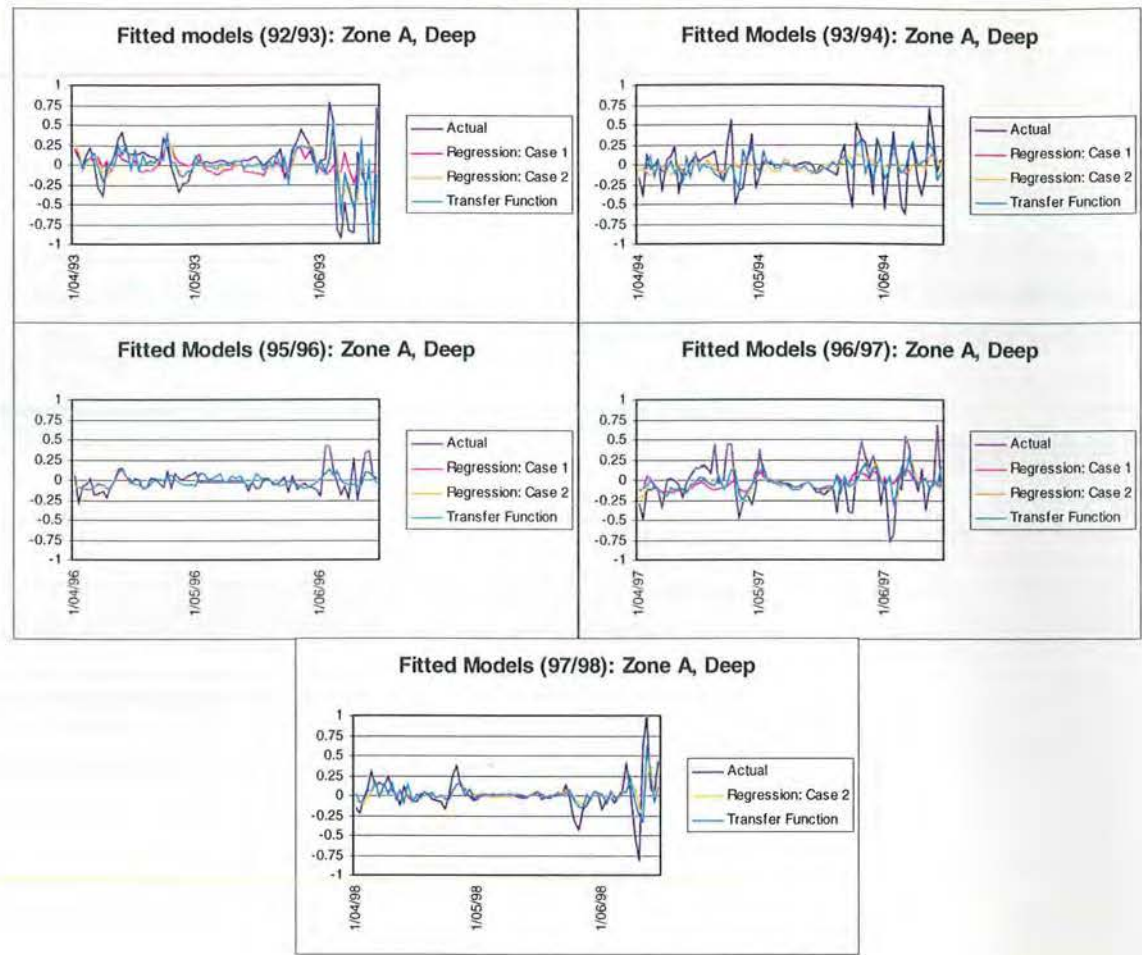 Fitted models (92/93): Zone A, Deep
1
0.75
0.5
0.25
0
-0.25
-0.5
-0.75
-1
1/04/93
1/05/93
1/06/93
Actual
Regression: Case 1
Regression: Case 2
Transfer Function
Fitted Models (93/94): Zone A, Deep
1
0.75
0.5
0.25
0
-0.25
-0.5
-0.75
-1
1/04/94
1/05/94
1/06/94
Actual
Regression: Case 1
Regression: Case 2
Transfer Function
Fitted Models (95/96): Zone A, Deep
1
0.75
0.5
0.25
0
-0.25
-0.5
-0.75
-1
1/04/96
1/05/96
1/06/96
Actual
Regression: Case 1
Regression: Case 2
Transfer Function
Fitted Models (96/97): Zone A, Deep
1
0.75
0.5
0.25
0
-0.25
-0.5
-0.75
-1
1/04/97
1/05/97
1/06/97
Actual
Regression: Case 1
Regression: Case 2
Transfer Function
Fitted Models (97/98): Zone A, Deep
1
0.75
0.5
0.25
0
-0.25
-0.5
-0.75
-1
1/04/98
1/05/98
1/06/98
Actual
Regression: Case 2
Transfer Function